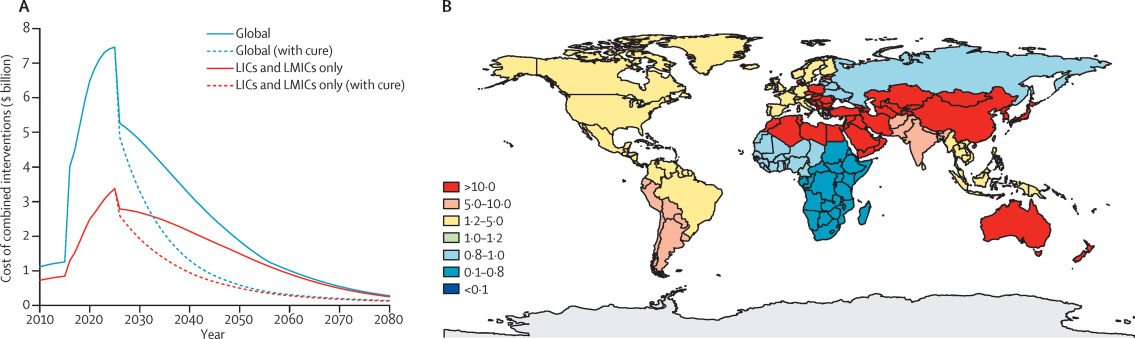 A
Cost of combined interventions ($ billion)
8
7
6
5
4
3
2
1
0
2010 2020 2030 2040 2050 2060 2070 2080
Year
Global
Global (with cure)
LICs and LMICs only
LICs and LMICs only (with cure)
B
>10·0
5·0–10·0
1·2–5·0
1·0–1·2
0·8–1·0
0·1–0·8
<0·1